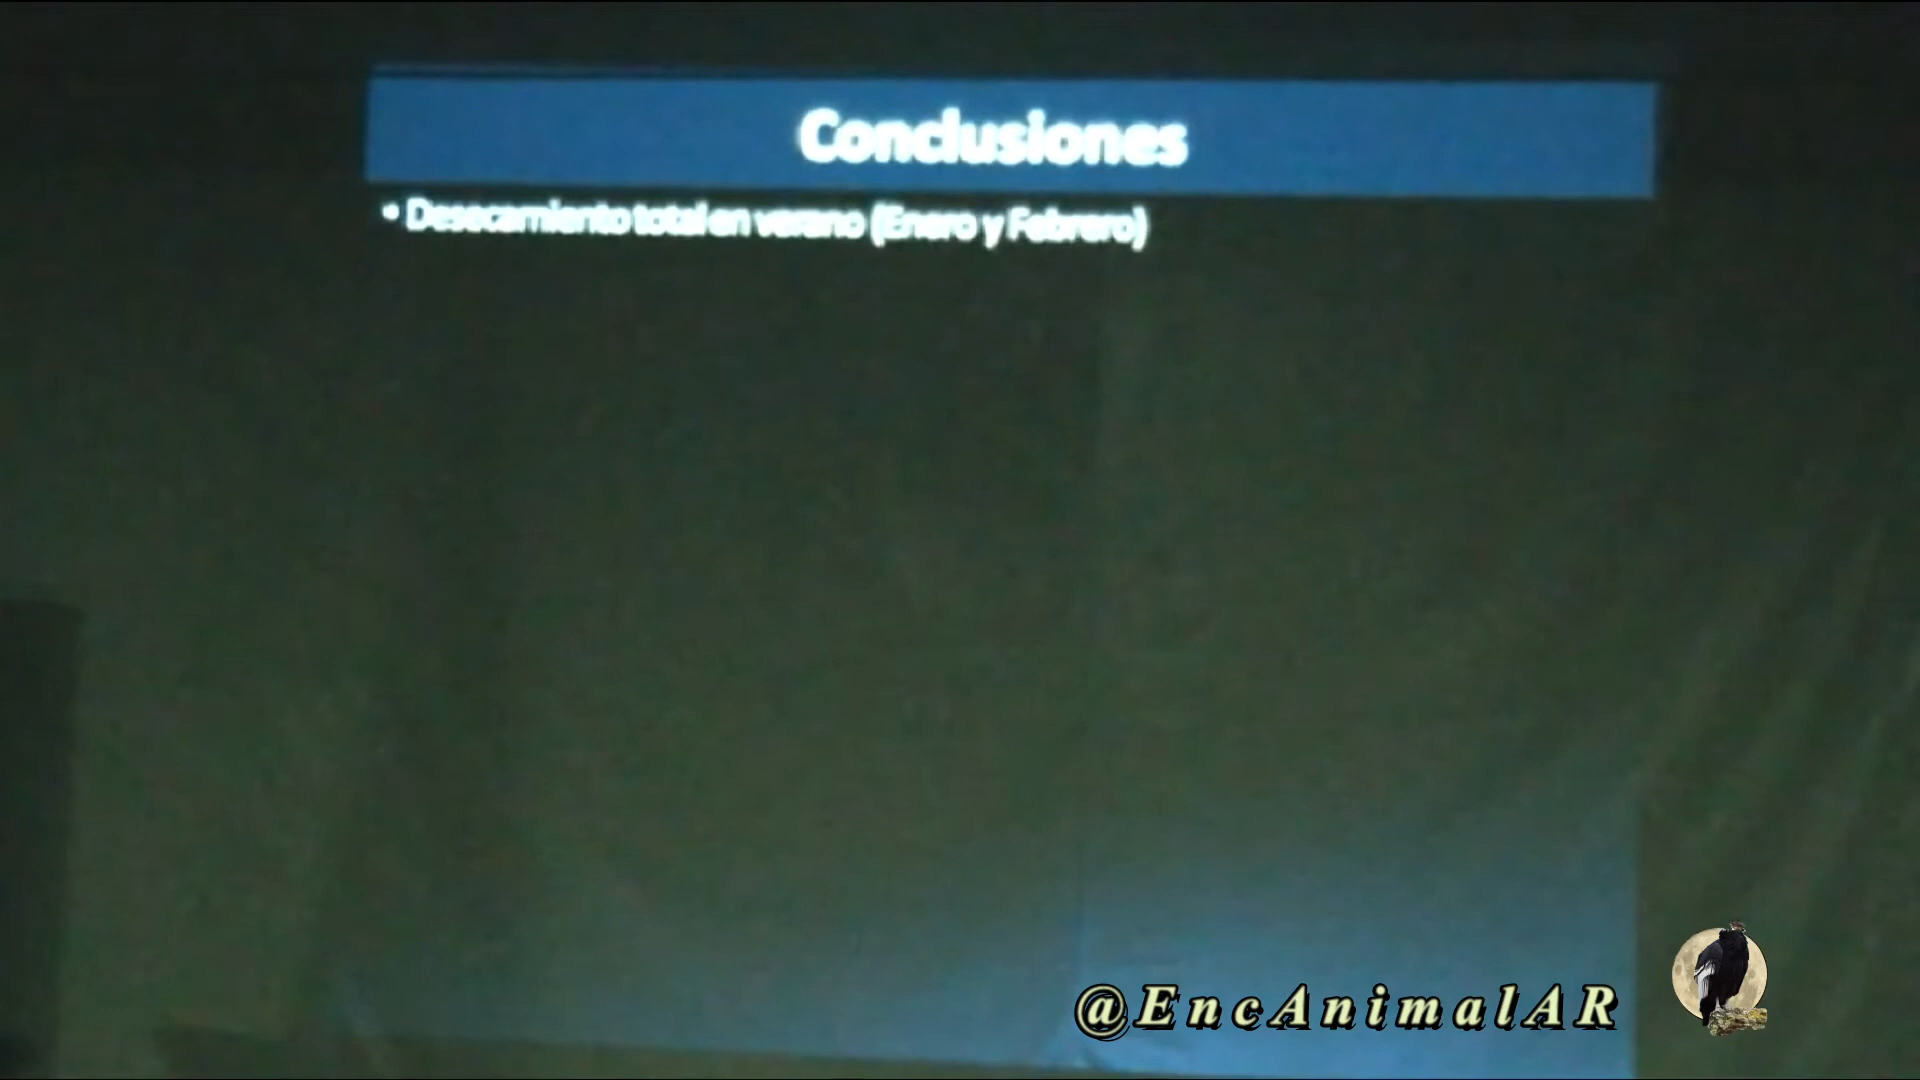 Conclusiones
• Desecamiento total en verano (Enero y Febrero)
@EncAnimalAR